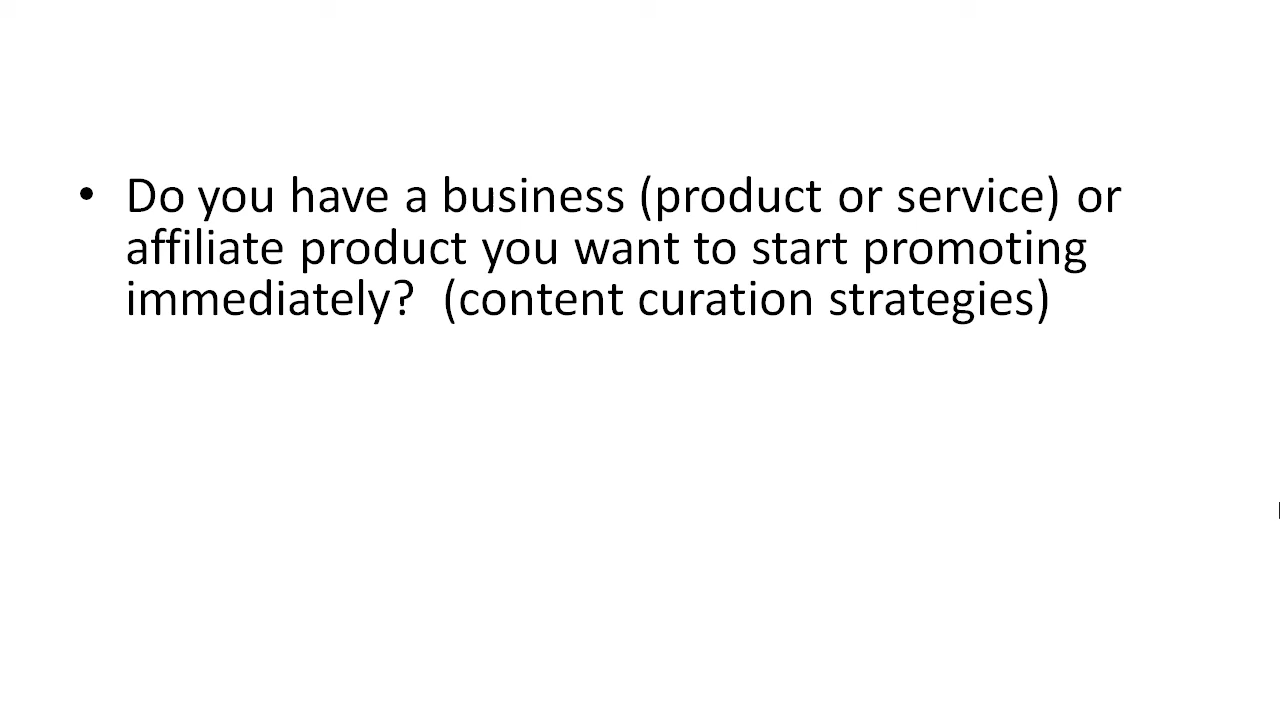 • Do you have a business (product or service) or
affiliate product you want to start promoting
immediately?  (content curation strategies)